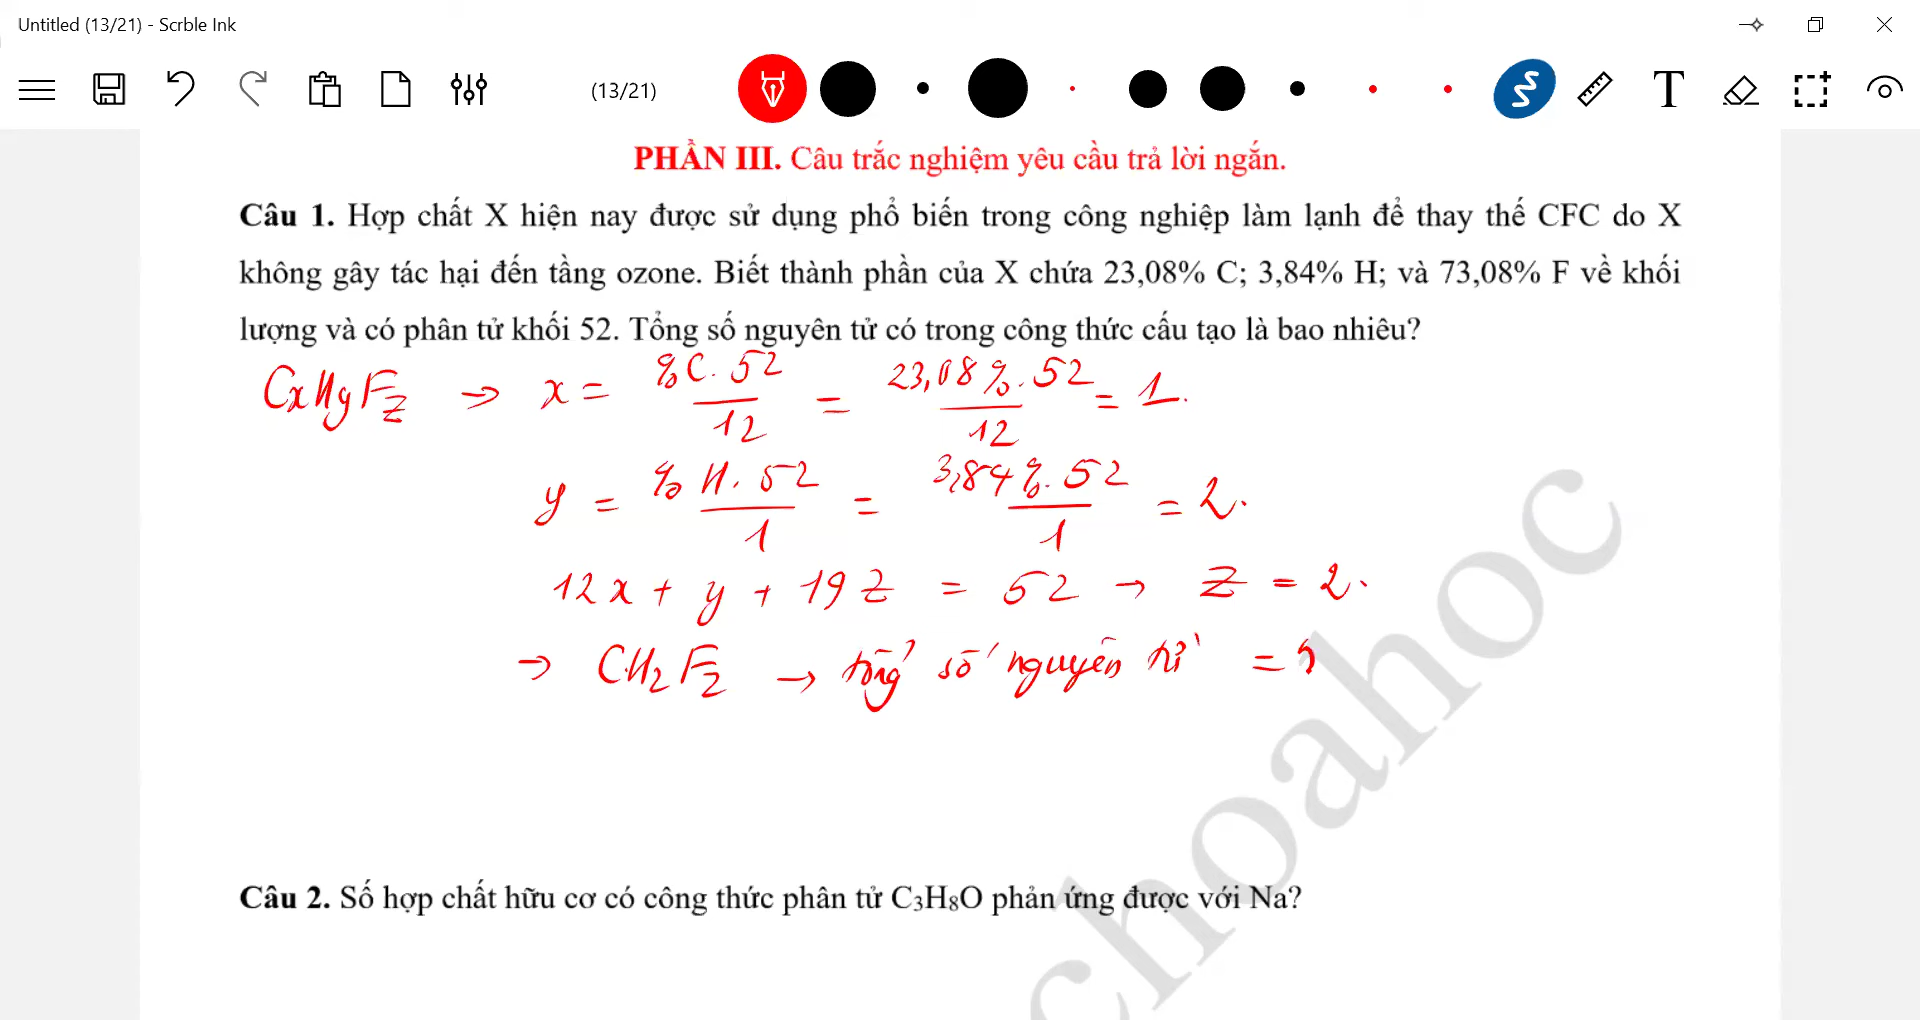 Untitled (13/21) - Scrble Ink
(13/21)
T
PHẦN III. Câu trắc nghiệm yêu cầu trả lời ngắn.
Câu 1. Hợp chất X hiện nay được sử dụng phổ biến trong công nghiệp làm lạnh để thay thế CFC do X
không gây tác hại đến tầng ozone. Biết thành phần của X chứa 23,08% C; 3,84% H; và 73,08% F về khối
lượng và có phân tử khối 52. Tổng số nguyên tử có trong công thức cấu tạo là bao nhiêu?
CxHyFz → x = %C.52/12 = 23,08%.52/12 = 1.
y = %H.52/1 = 3,84%.52/1 = 2.
12x + y + 19z = 52 → z = 2.
→ CH₂F₂ → tổng số nguyên tử =
Câu 2. Số hợp chất hữu cơ có công thức phân tử C₃H₈O phản ứng được với Na?
choahoc